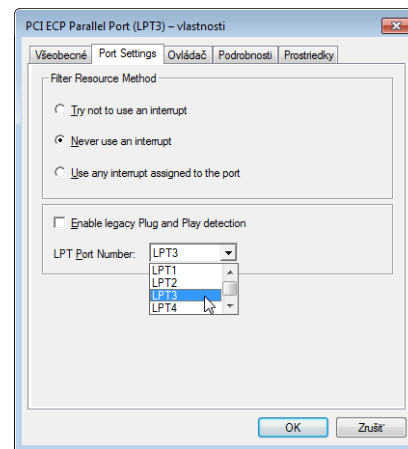 PCI ECP Parallel Port (LPT3) – vlastnosti
Všeobecné Port Settings Ovládač Podrobnosti Prostriedky
Filter Resource Method
Try not to use an interrupt
Never use an interrupt
Use any interrupt assigned to the port
Enable legacy Plug and Play detection
LPT Port Number: LPT3
LPT1
LPT2
LPT3
LPT4
OK Zrušiť